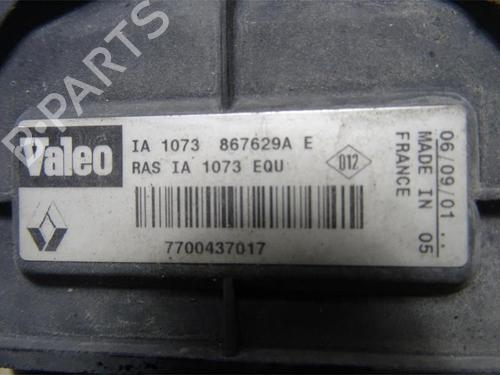 D-PARTS
Valeo
IA 1073 867629A E
RAS IA 1073 EQU
D12
7700437017
06/09/01 ..
MADE IN 05
FRANCE